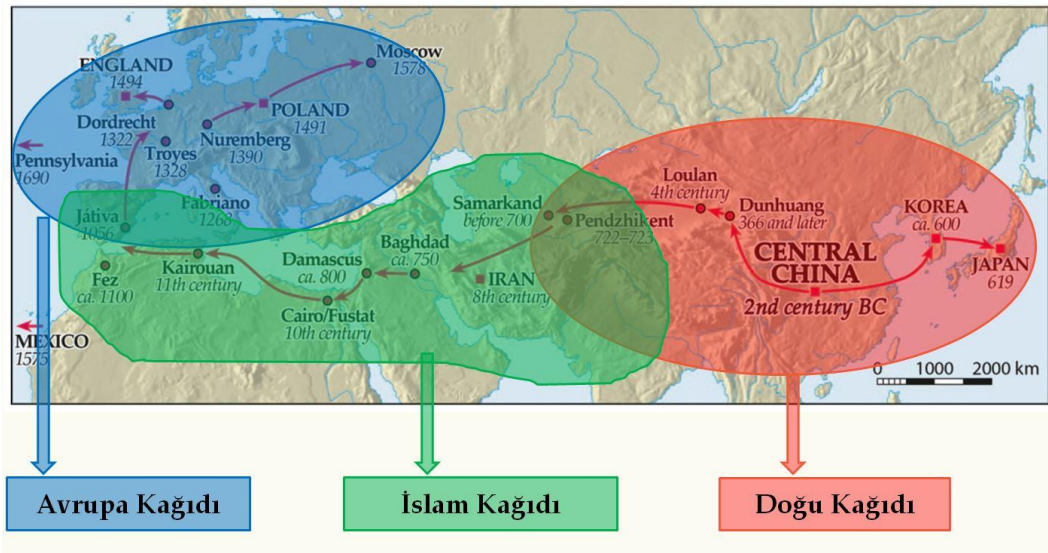 Moscow
1578
ENGLAND
1494
POLAND
1491
Dordrecht
1322
Nuremberg
1390
Troyes
1328
Pennsylvania
1690
Fabriano
1268
Játiva
1056
Kairouan
11th century
Fez
ca. 1100
MEXICO
1575
Damascus
ca. 800
Cairo/Fustat
10th century
Baghdad
ca. 750
IRAN
8th century
Samarkand
before 700
Pendzhikent
722–723
Loulan
4th century
Dunhuang
366 and later
CENTRAL
CHINA
2nd century BC
KOREA
ca. 600
JAPAN
619
0 1000 2000 km
Avrupa Kağıdı
İslam Kağıdı
Doğu Kağıdı